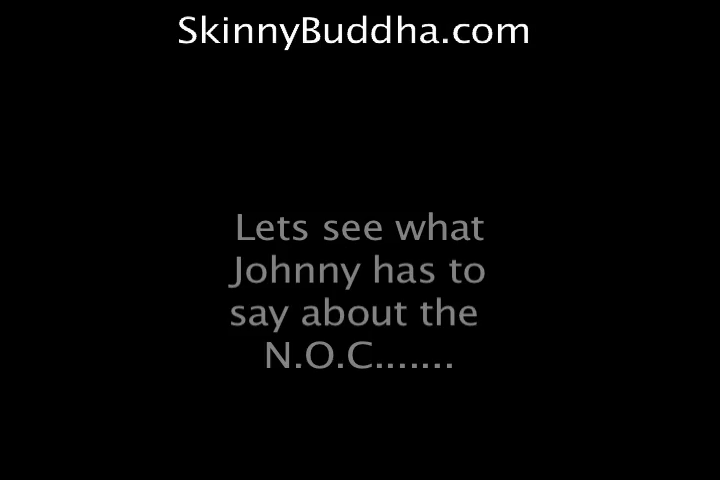 SkinnyBuddha.com
Lets see what
Johnny has to
say about the
N.O.C.......